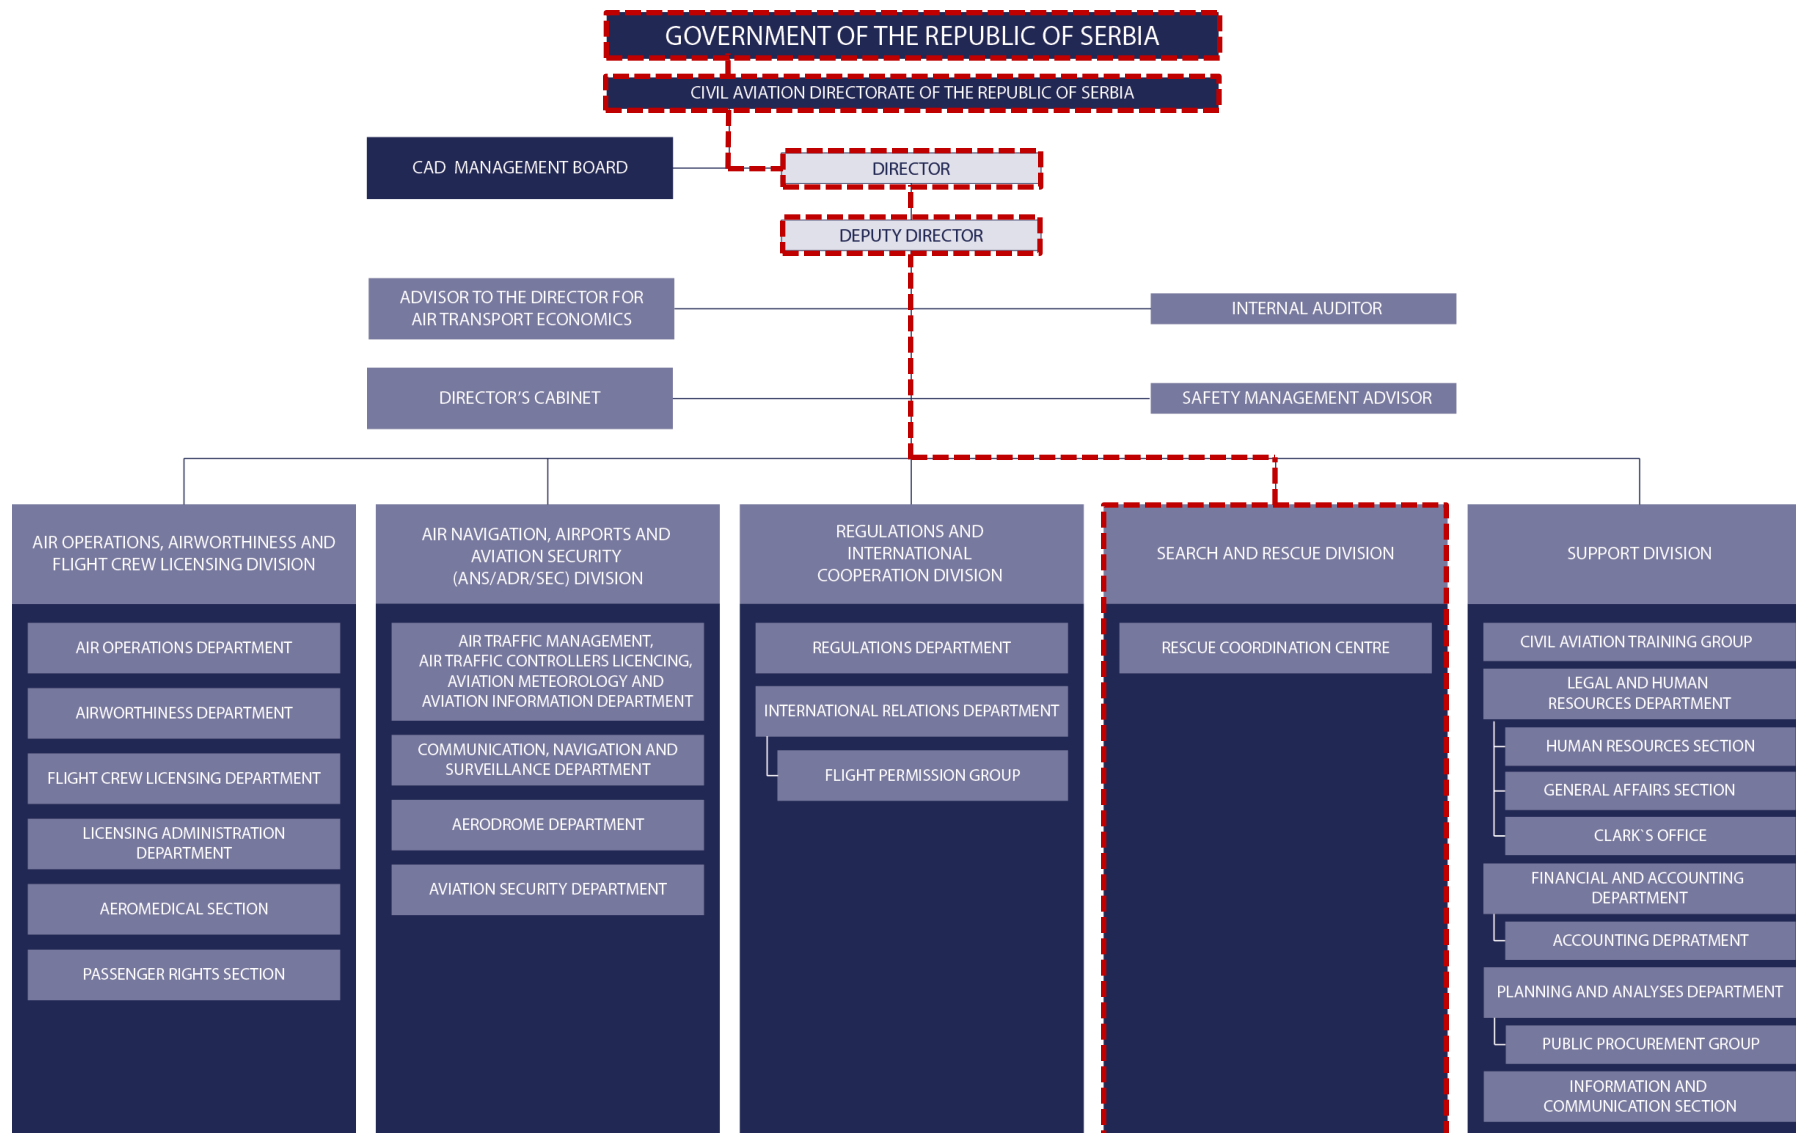 GOVERNMENT OF THE REPUBLIC OF SERBIA
CIVIL AVIATION DIRECTORATE OF THE REPUBLIC OF SERBIA
CAD MANAGEMENT BOARD
DIRECTOR
DEPUTY DIRECTOR
ADVISOR TO THE DIRECTOR FOR
AIR TRANSPORT ECONOMICS
INTERNAL AUDITOR
DIRECTOR'S CABINET
SAFETY MANAGEMENT ADVISOR
AIR OPERATIONS, AIRWORTHINESS AND
FLIGHT CREW LICENSING DIVISION
AIR OPERATIONS DEPARTMENT
AIRWORTHINESS DEPARTMENT
FLIGHT CREW LICENSING DEPARTMENT
LICENSING ADMINISTRATION
DEPARTMENT
AEROMEDICAL SECTION
PASSENGER RIGHTS SECTION
AIR NAVIGATION, AIRPORTS AND
AVIATION SECURITY
(ANS/ADR/SEC) DIVISION
AIR TRAFFIC MANAGEMENT,
AIR TRAFFIC CONTROLLERS LICENCING,
AVIATION METEOROLOGY AND
AVIATION INFORMATION DEPARTMENT
COMMUNICATION, NAVIGATION AND
SURVEILLANCE DEPARTMENT
AERODROME DEPARTMENT
AVIATION SECURITY DEPARTMENT
REGULATIONS AND
INTERNATIONAL
COOPERATION DIVISION
REGULATIONS DEPARTMENT
INTERNATIONAL RELATIONS DEPARTMENT
FLIGHT PERMISSION GROUP
SEARCH AND RESCUE DIVISION
RESCUE COORDINATION CENTRE
SUPPORT DIVISION
CIVIL AVIATION TRAINING GROUP
LEGAL AND HUMAN
RESOURCES DEPARTMENT
HUMAN RESOURCES SECTION
GENERAL AFFAIRS SECTION
CLARK`S OFFICE
FINANCIAL AND ACCOUNTING
DEPARTMENT
ACCOUNTING DEPRATMENT
PLANNING AND ANALYSES DEPARTMENT
PUBLIC PROCUREMENT GROUP
INFORMATION AND
COMMUNICATION SECTION